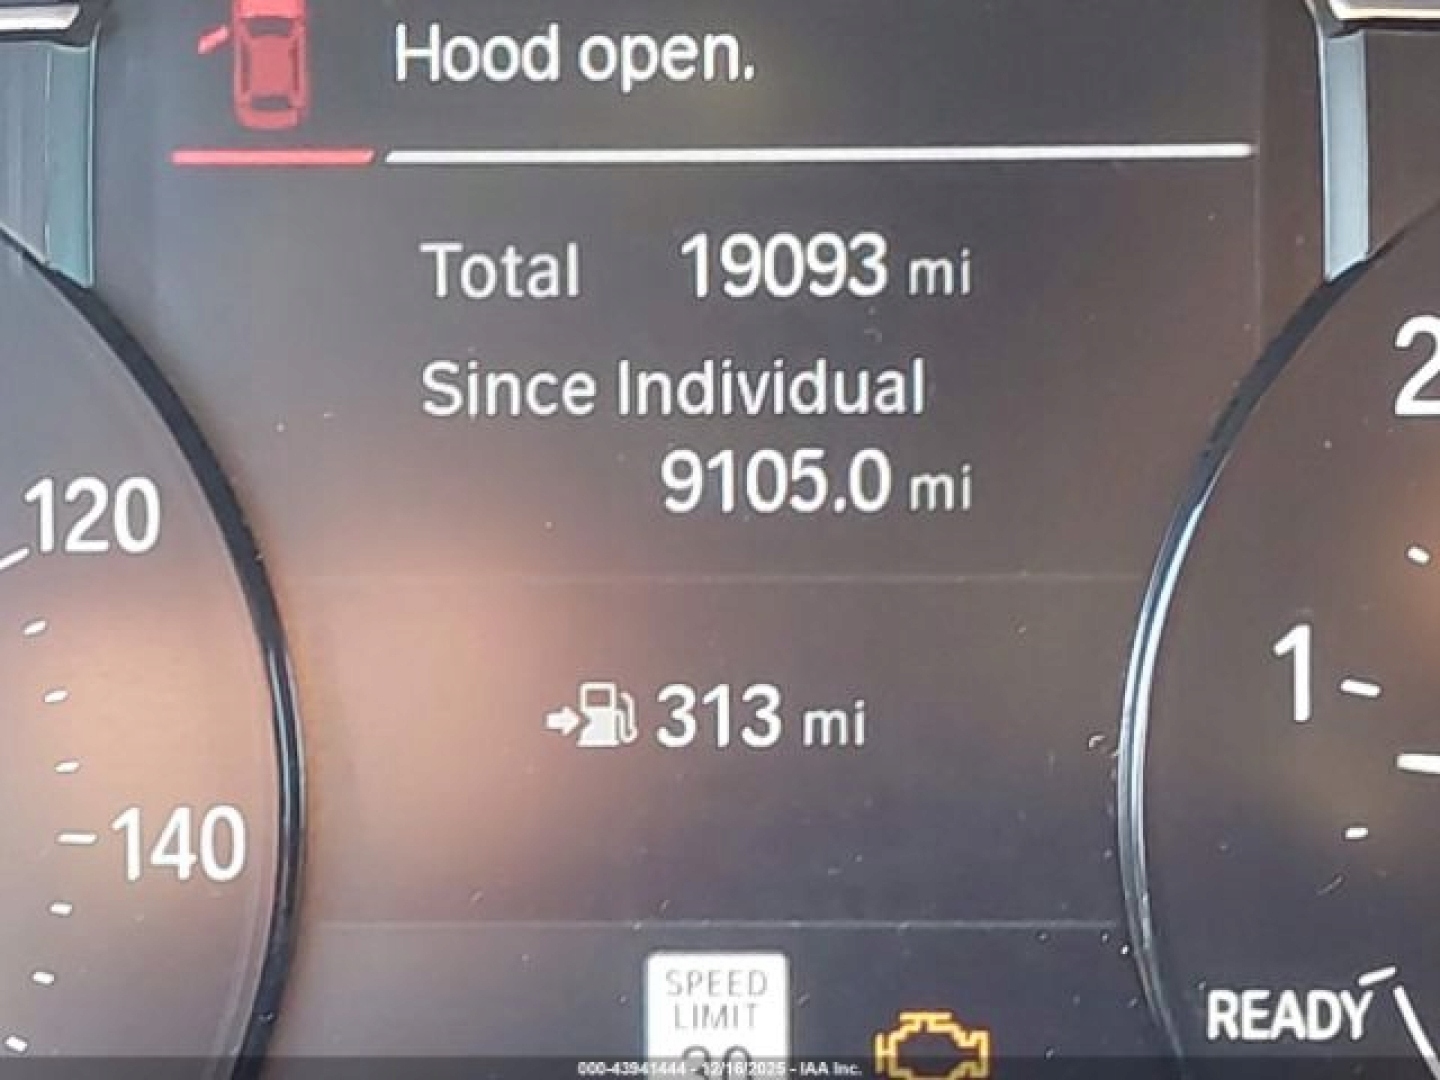 Hood open.
Total 19093 mi
Since Individual
9105.0 mi
120
2
1
313 mi
140
SPEED
LIMIT
READY
000-43941444 - 12/16/2025 - IAA Inc.